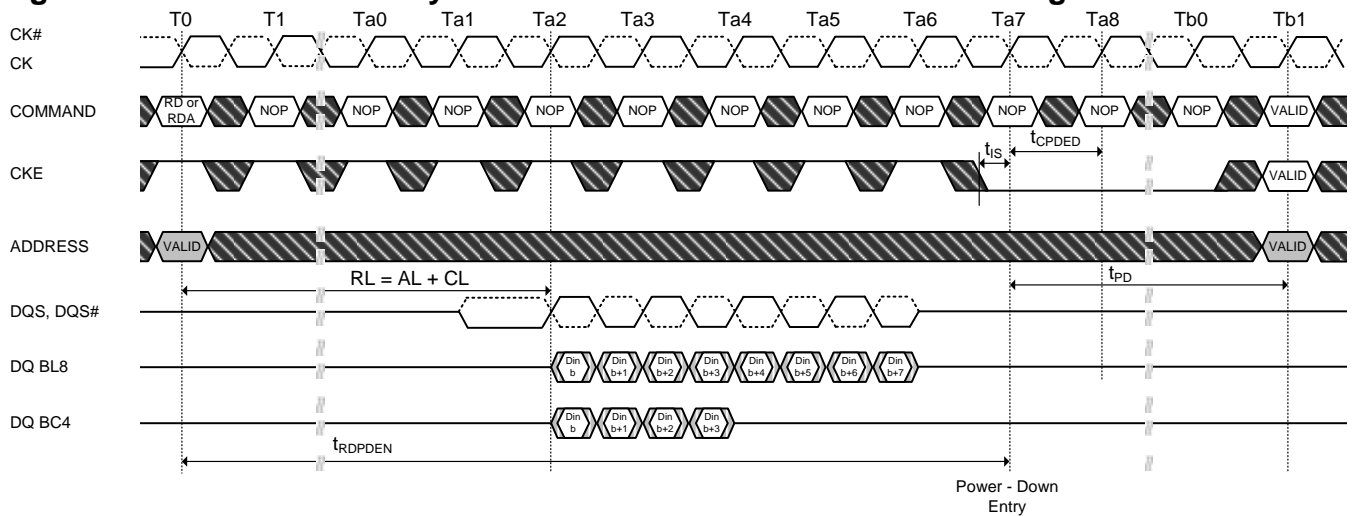 T0 T1 Ta0 Ta1 Ta2 Ta3 Ta4 Ta5 Ta6 Ta7 Ta8 Tb0 Tb1
CK#
CK
COMMAND RD or RDA NOP NOP NOP NOP NOP NOP NOP NOP NOP NOP NOP VALID
tIS tCPDED
CKE VALID
ADDRESS VALID VALID
RL = AL + CL tPD
DQS, DQS#
DQ BL8 Din b Din b+1 Din b+2 Din b+3 Din b+4 Din b+5 Din b+6 Din b+7
DQ BC4 Din b Din b+1 Din b+2 Din b+3
tRDPDEN
Power - Down
Entry